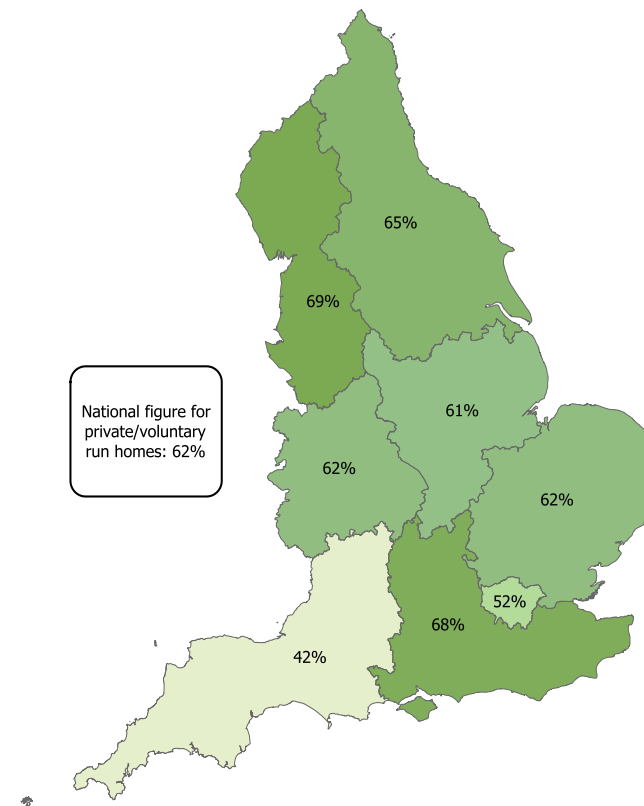 65%
69%
61%
National figure for
private/voluntary
run homes: 62%
62%
62%
52%
68%
42%